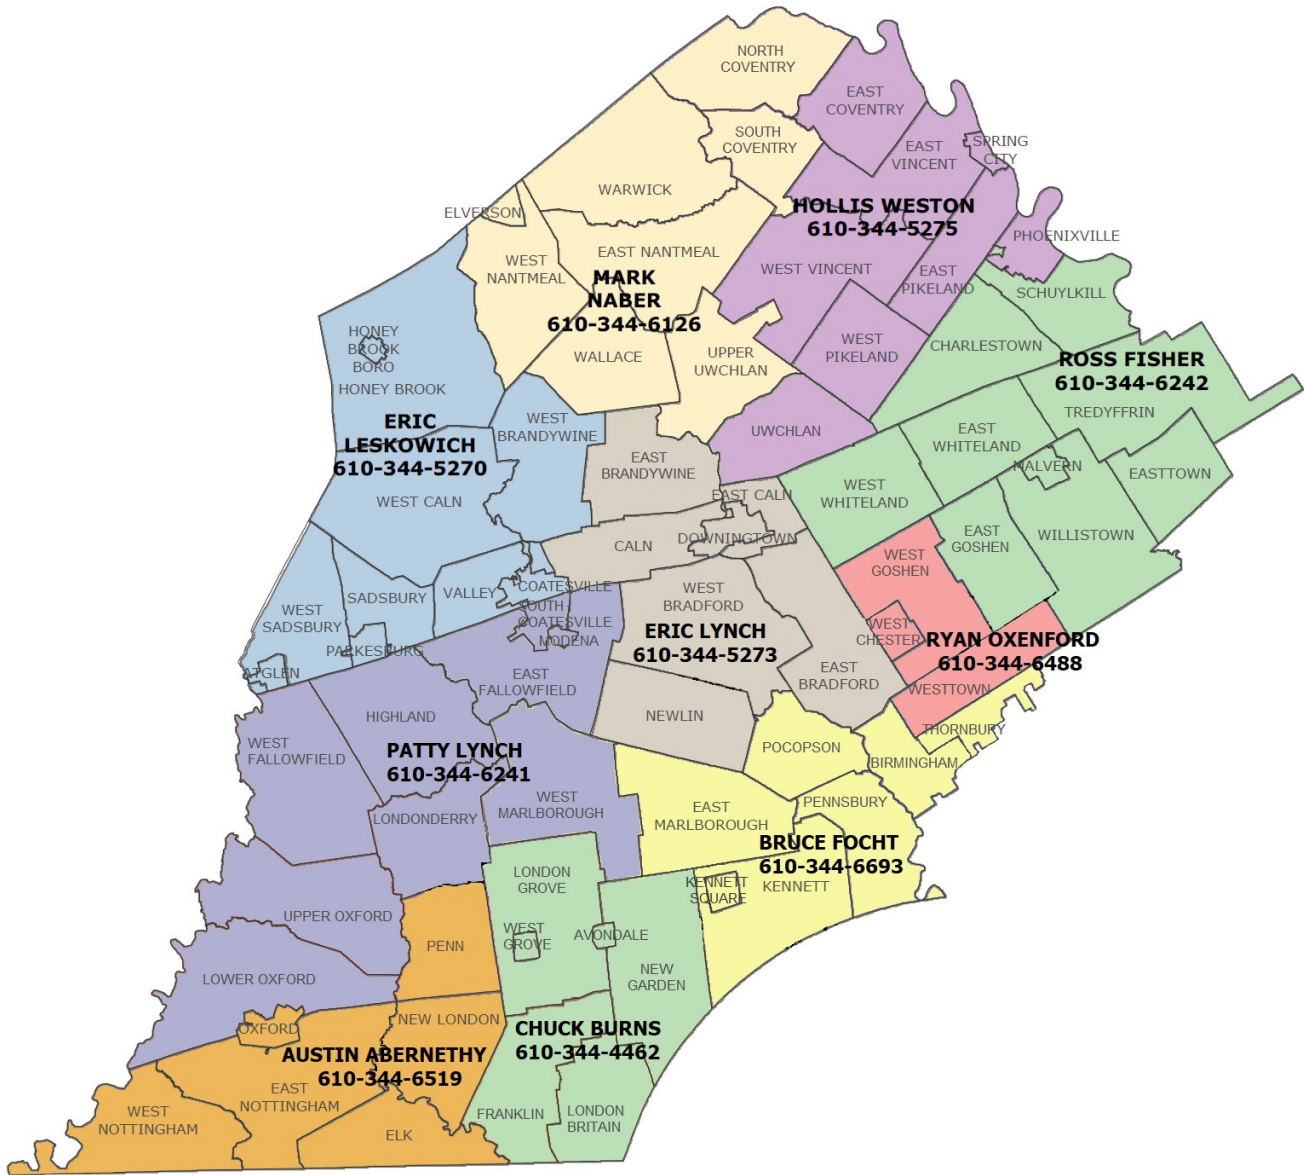 NORTH
COVENTRY
EAST
COVENTRY
SOUTH
COVENTRY
EAST
VINCENT
SPRING
CITY
WARWICK
HOLLIS WESTON
610-344-5275
ELVERSON
PHOENIXVILLE
WEST
NANTMEAL
EAST NANTMEAL
WEST VINCENT
EAST
PIKELAND
MARK
NABER
610-344-6126
SCHUYLKILL
HONEY
BROOK
BORO
HONEY BROOK
WALLACE
UPPER
UWCHLAN
WEST
PIKELAND
CHARLESTOWN
ROSS FISHER
610-344-6242
TREDYFFRIN
ERIC
LESKOWICH
610-344-5270
WEST
BRANDYWINE
UWCHLAN
EAST
WHITELAND
EAST
BRANDYWINE
MALVERN
EASTTOWN
WEST CALN
EAST CALN
WEST
WHITELAND
CALN
DOWNINGTOWN
EAST
GOSHEN
WILLISTOWN
WEST
GOSHEN
WEST
SADSBURY
SADSBURY
VALLEY
COATESVILLE
SOUTH
COATESVILLE
MODENA
WEST
BRADFORD
ERIC LYNCH
610-344-5273
WEST
CHESTER
RYAN OXENFORD
610-344-6488
PARKESBURG
ATGLEN
EAST
FALLOWFIELD
EAST
BRADFORD
WESTTOWN
HIGHLAND
NEWLIN
THORNBURY
WEST
FALLOWFIELD
PATTY LYNCH
610-344-6241
POCOPSON
BIRMINGHAM
LONDONDERRY
WEST
MARLBOROUGH
EAST
MARLBOROUGH
PENNSBURY
BRUCE FOCHT
610-344-6693
LONDON
GROVE
KENNETT
SQUARE
KENNETT
UPPER OXFORD
PENN
WEST
GROVE
AVONDALE
LOWER OXFORD
NEW
GARDEN
OXFORD
NEW LONDON
CHUCK BURNS
610-344-4462
AUSTIN ABERNETHY
610-344-6519
EAST
NOTTINGHAM
WEST
NOTTINGHAM
ELK
FRANKLIN
LONDON
BRITAIN